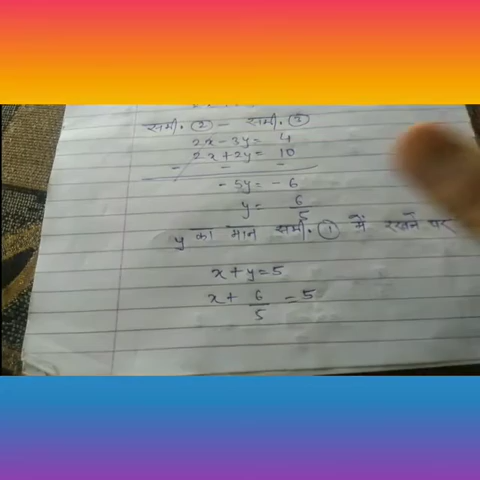 समी. ② - समी. ③
2x - 3y = 4
2x + 2y = 10
- - -
- 5y = - 6
y = 6/5
y का मान समी. ① में रखने पर
x + y = 5
x + 6/5 = 5